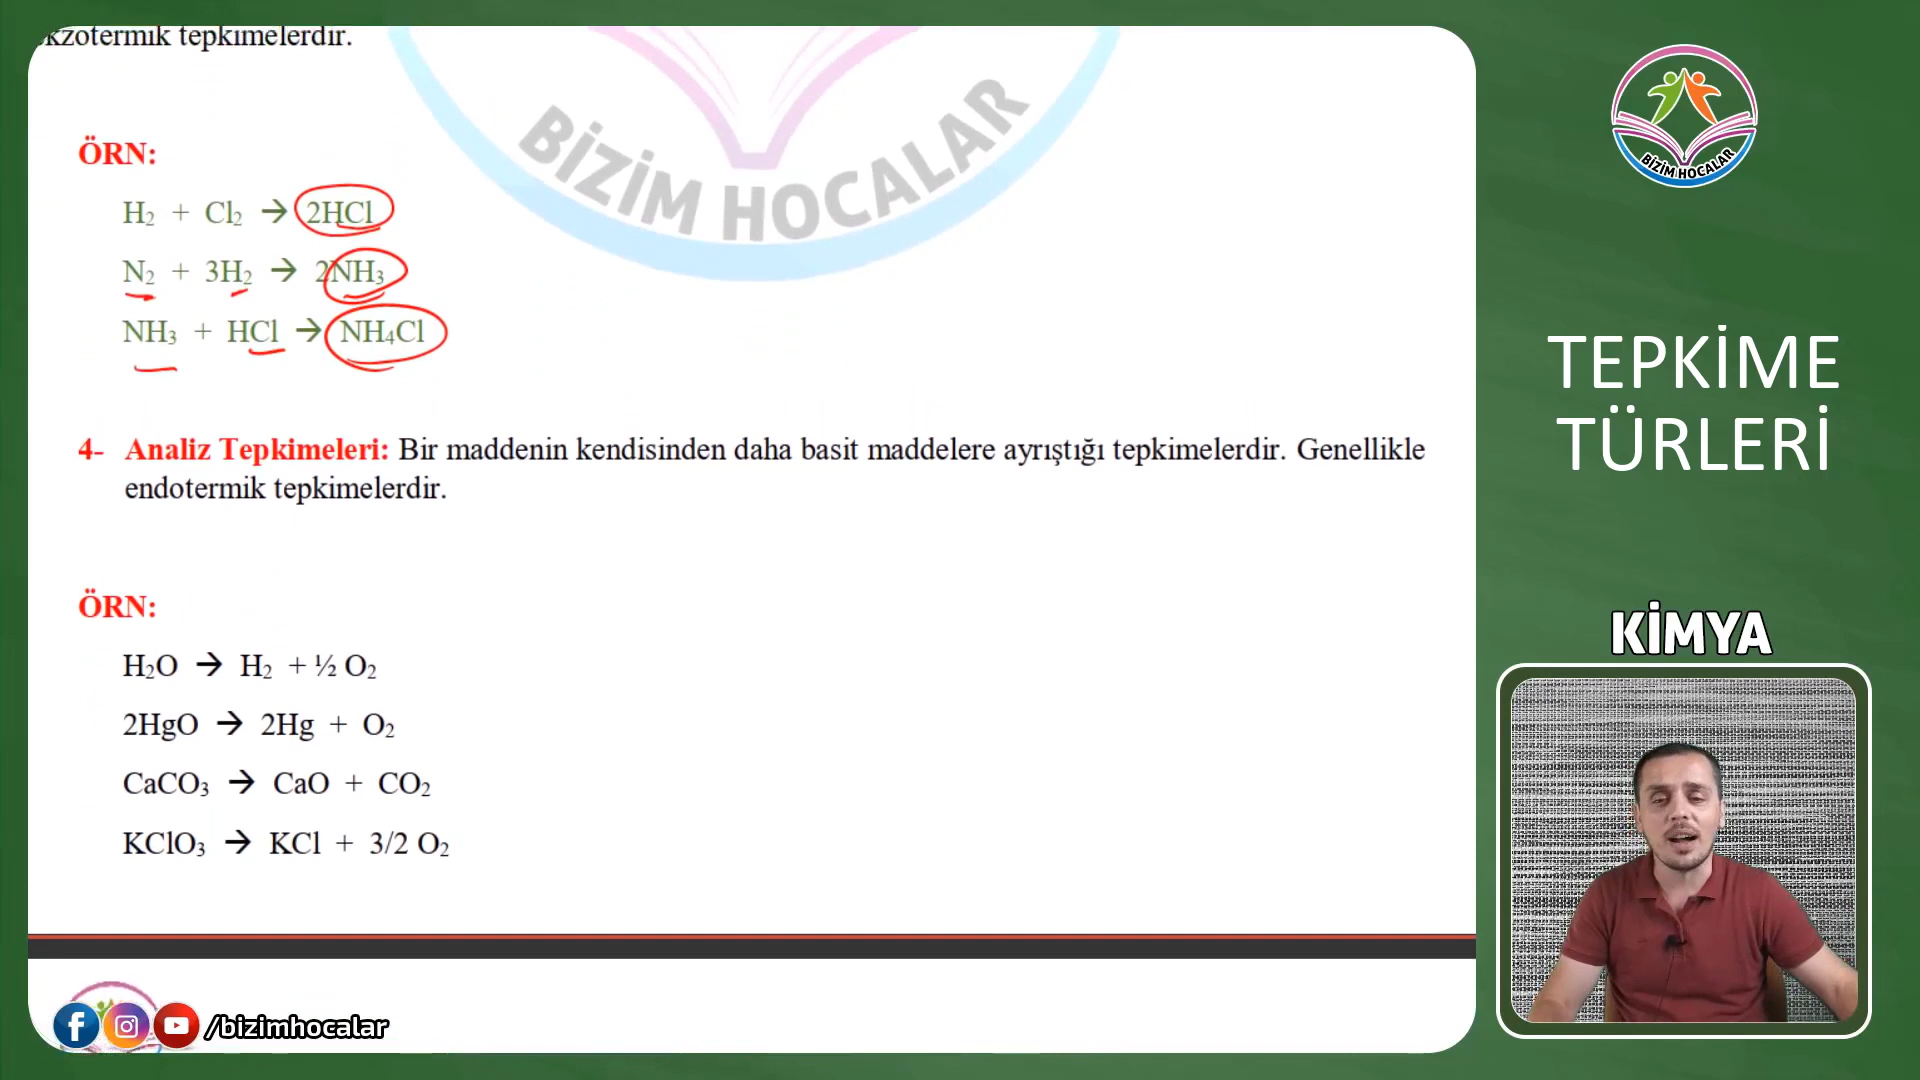 kzotermik tepkimelerdir.
BİZİM HOCALAR
ÖRN:
H₂ + Cl₂ → 2HCl
N₂ + 3H₂ → 2NH₃
NH₃ + HCl → NH₄Cl
4- Analiz Tepkimeleri: Bir maddenin kendisinden daha basit maddelere ayrıştığı tepkimelerdir. Genellikle
endotermik tepkimelerdir.
ÖRN:
H₂O → H₂ + ½ O₂
2HgO → 2Hg + O₂
CaCO₃ → CaO + CO₂
KClO₃ → KCl + 3/2 O₂
/bizimhocalar
BİZİM HOCALAR
TEPKİME
TÜRLERİ
KİMYA